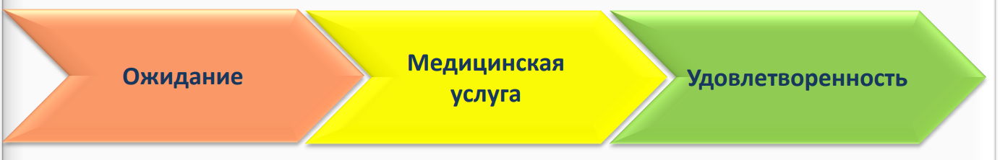 Ожидание
Медицинская
услуга
Удовлетворенность